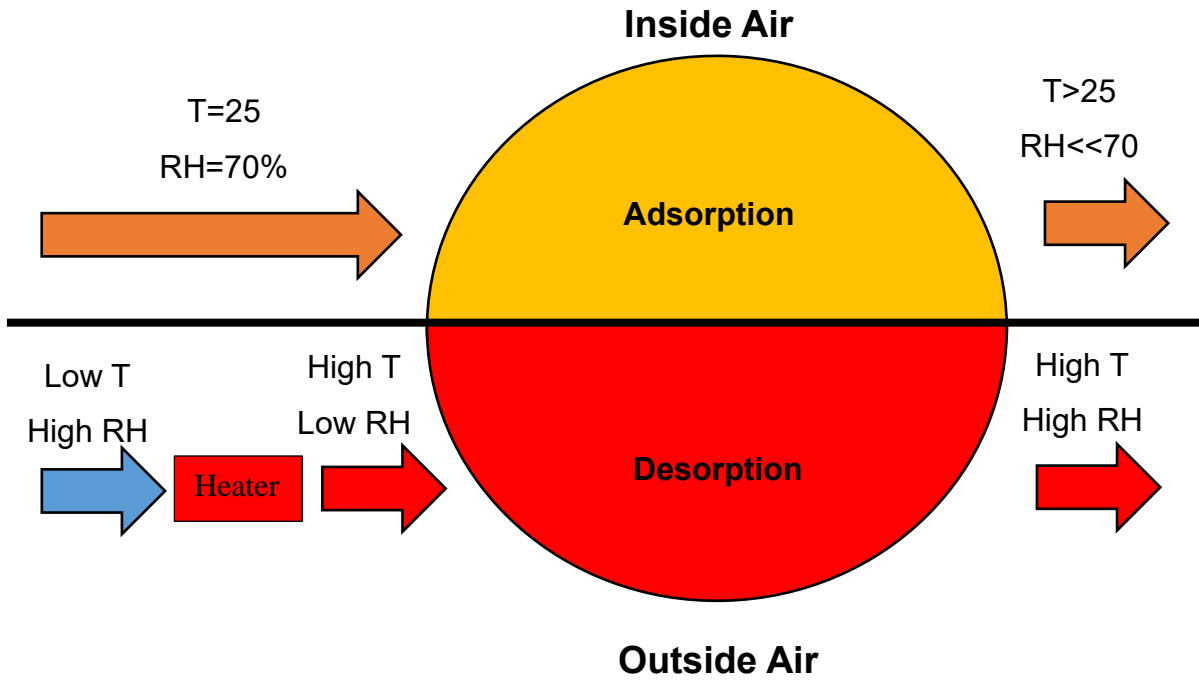 Inside Air
T=25
RH=70%
T>25
RH<<70
Adsorption
Low T
High RH
High T
Low RH
High T
High RH
Heater
Desorption
Outside Air